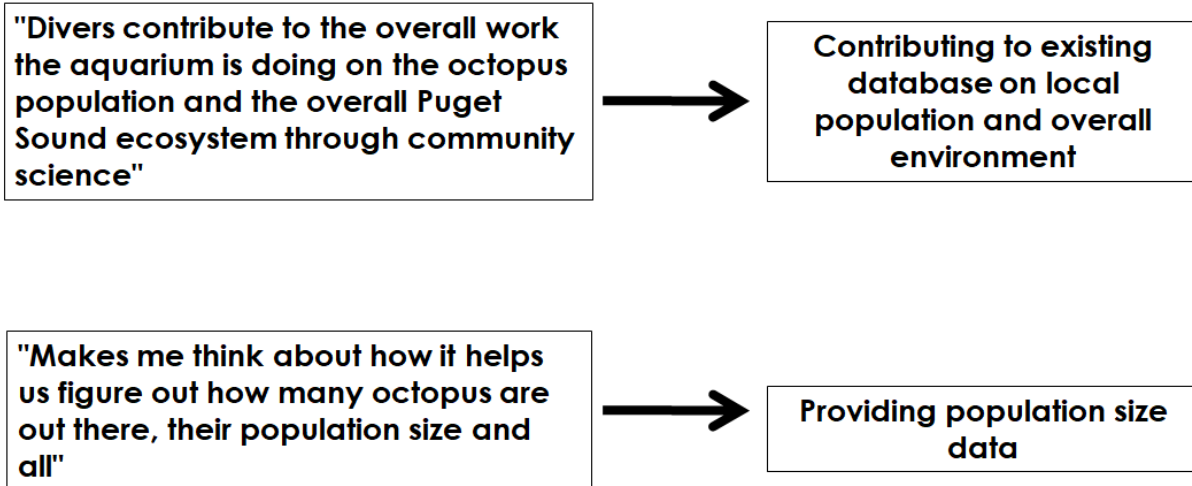 "Divers contribute to the overall work
the aquarium is doing on the octopus
population and the overall Puget
Sound ecosystem through community
science"
Contributing to existing
database on local
population and overall
environment
"Makes me think about how it helps
us figure out how many octopus are
out there, their population size and
all"
Providing population size
data